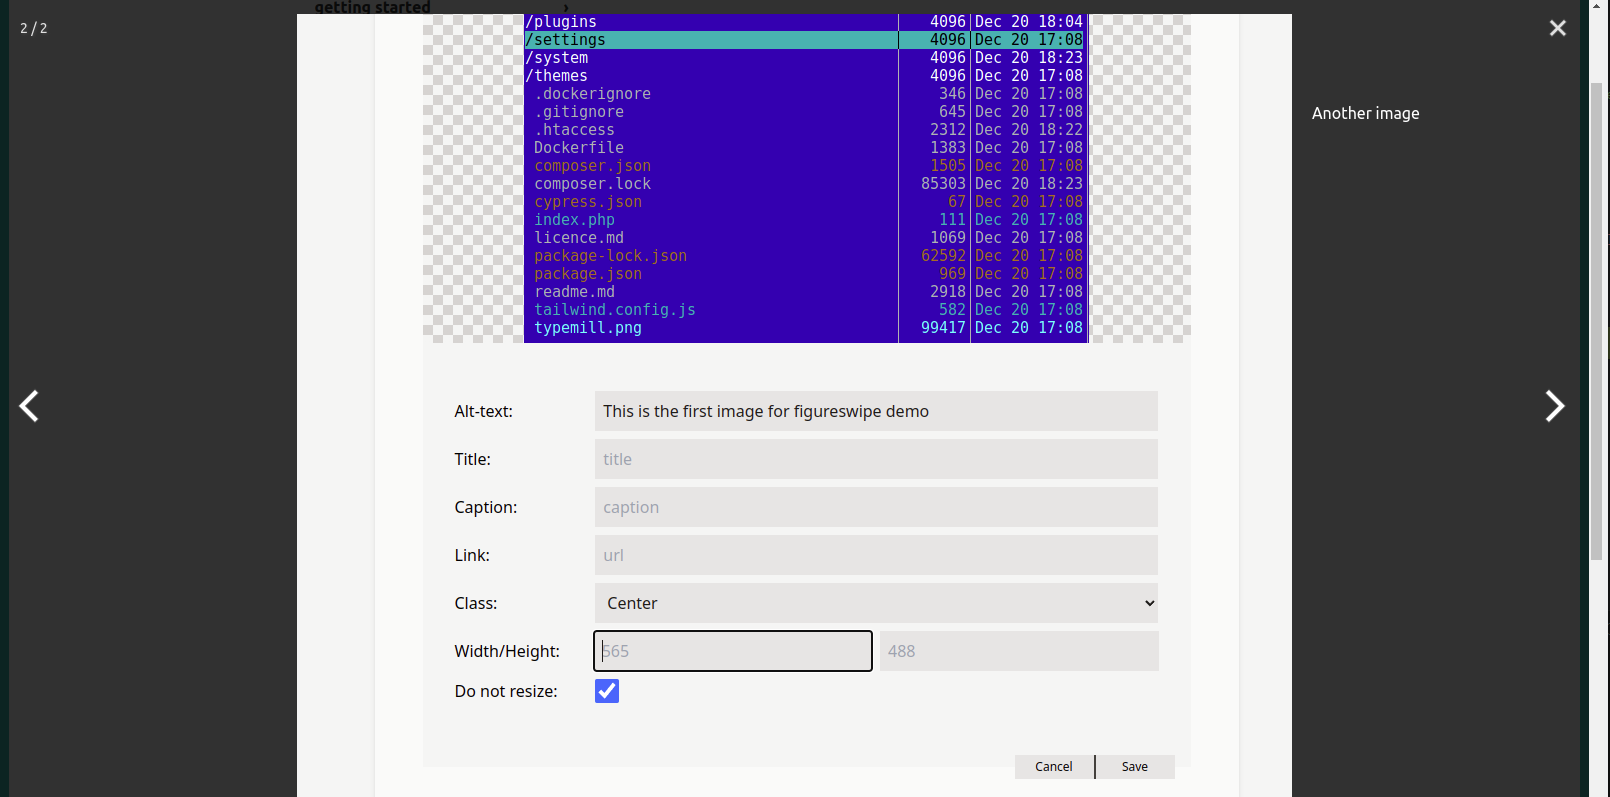 getting started ›
2 / 2
/plugins 4096 Dec 20 18:04
/settings 4096 Dec 20 17:08
/system 4096 Dec 20 18:23
/themes 4096 Dec 20 17:08
.dockerignore 346 Dec 20 17:08
.gitignore 645 Dec 20 17:08
.htaccess 2312 Dec 20 18:22
Dockerfile 1383 Dec 20 17:08
composer.json 1505 Dec 20 17:08
composer.lock 85303 Dec 20 18:23
cypress.json 67 Dec 20 17:08
index.php 111 Dec 20 17:08
licence.md 1069 Dec 20 17:08
package-lock.json 62592 Dec 20 17:08
package.json 969 Dec 20 17:08
readme.md 2918 Dec 20 17:08
tailwind.config.js 582 Dec 20 17:08
typemill.png 99417 Dec 20 17:08
Another image
Alt-text: This is the first image for figureswipe demo
Title: title
Caption: caption
Link: url
Class: Center
Width/Height: 565 488
Do not resize:
Cancel Save